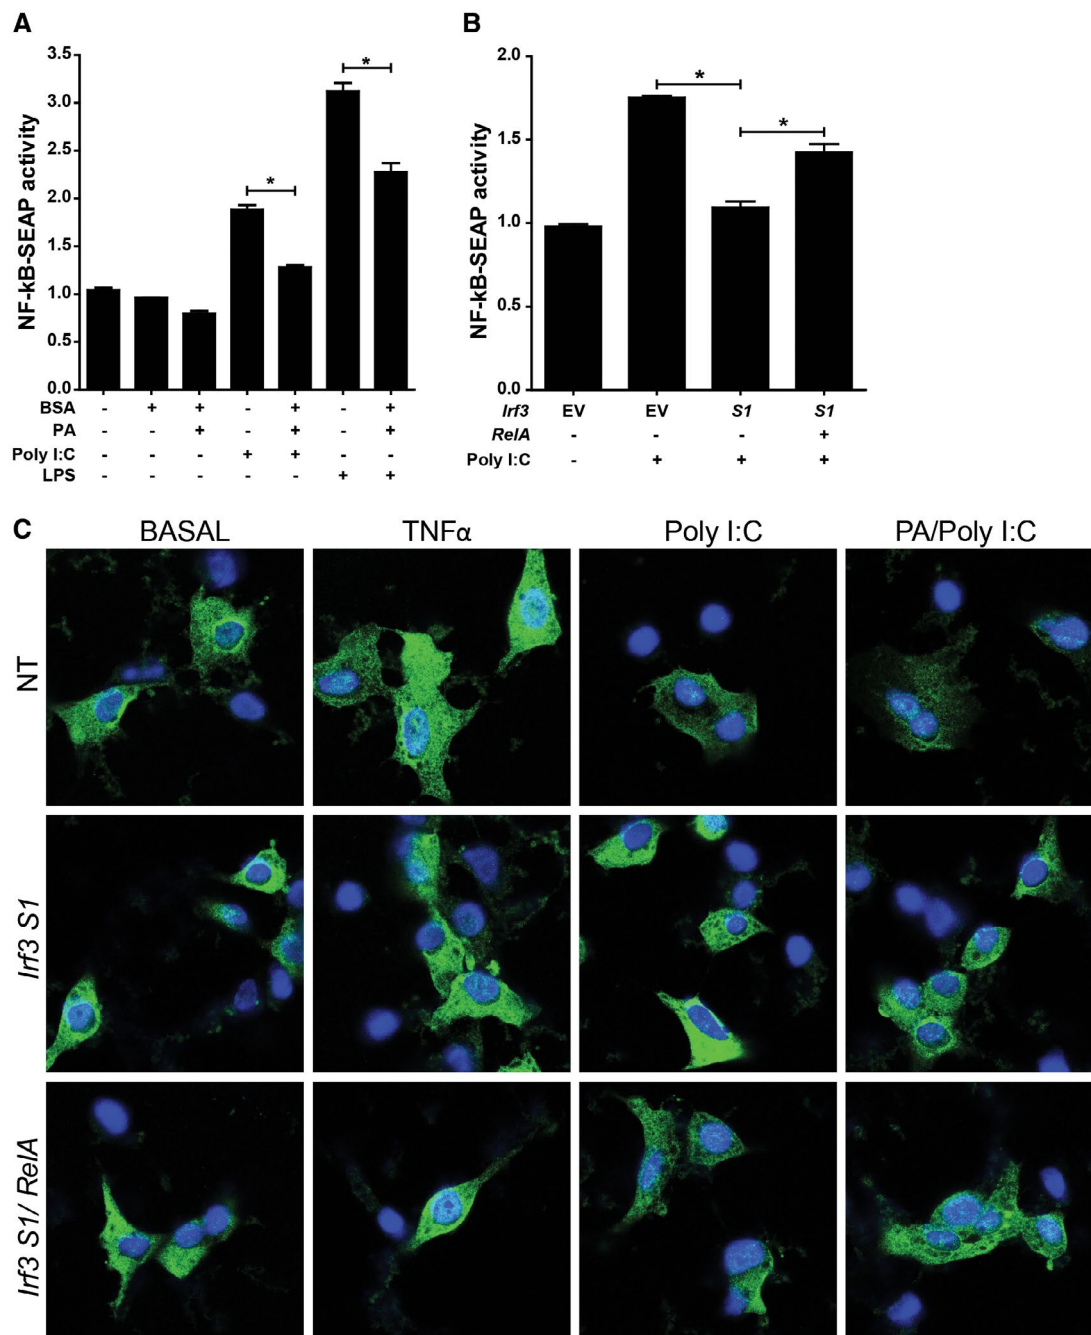 A
NF-kB-SEAP activity
3.5
3.0
2.5
2.0
1.5
1.0
0.5
0.0
*
*
BSA - + + - + - +
PA - - + - + - +
Poly I:C - - - + + - -
LPS - - - - - + +
B
NF-kB-SEAP activity
2.0
1.5
1.0
0.5
0.0
*
*
Irf3 EV EV S1 S1
RelA - - - +
Poly I:C - + + +
C
BASAL TNFα Poly I:C PA/Poly I:C
NT
Irf3 S1
Irf3 S1/ RelA